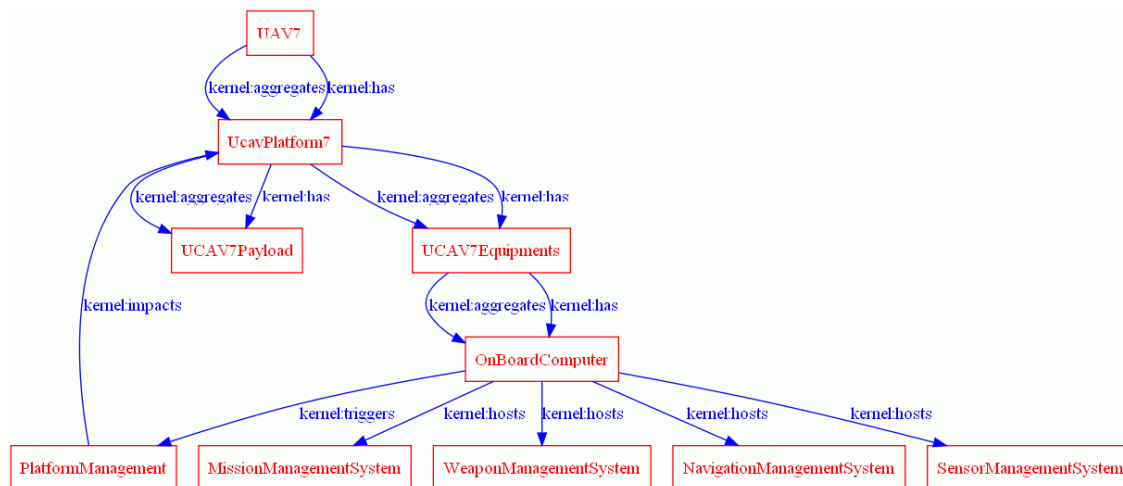 UAV7
kernel:aggregates
kernel:has
UcavPlatform7
kernel:aggregates
kernel:has
kernel:aggregates
kernel:has
UCAV7Payload
UCAV7Equipments
kernel:impacts
kernel:aggregates
kernel:has
OnBoardComputer
kernel:triggers
kernel:hosts
kernel:hosts
kernel:hosts
kernel:hosts
PlatformManagement
MissionManagementSystem
WeaponManagementSystem
NavigationManagementSystem
SensorManagementSystem